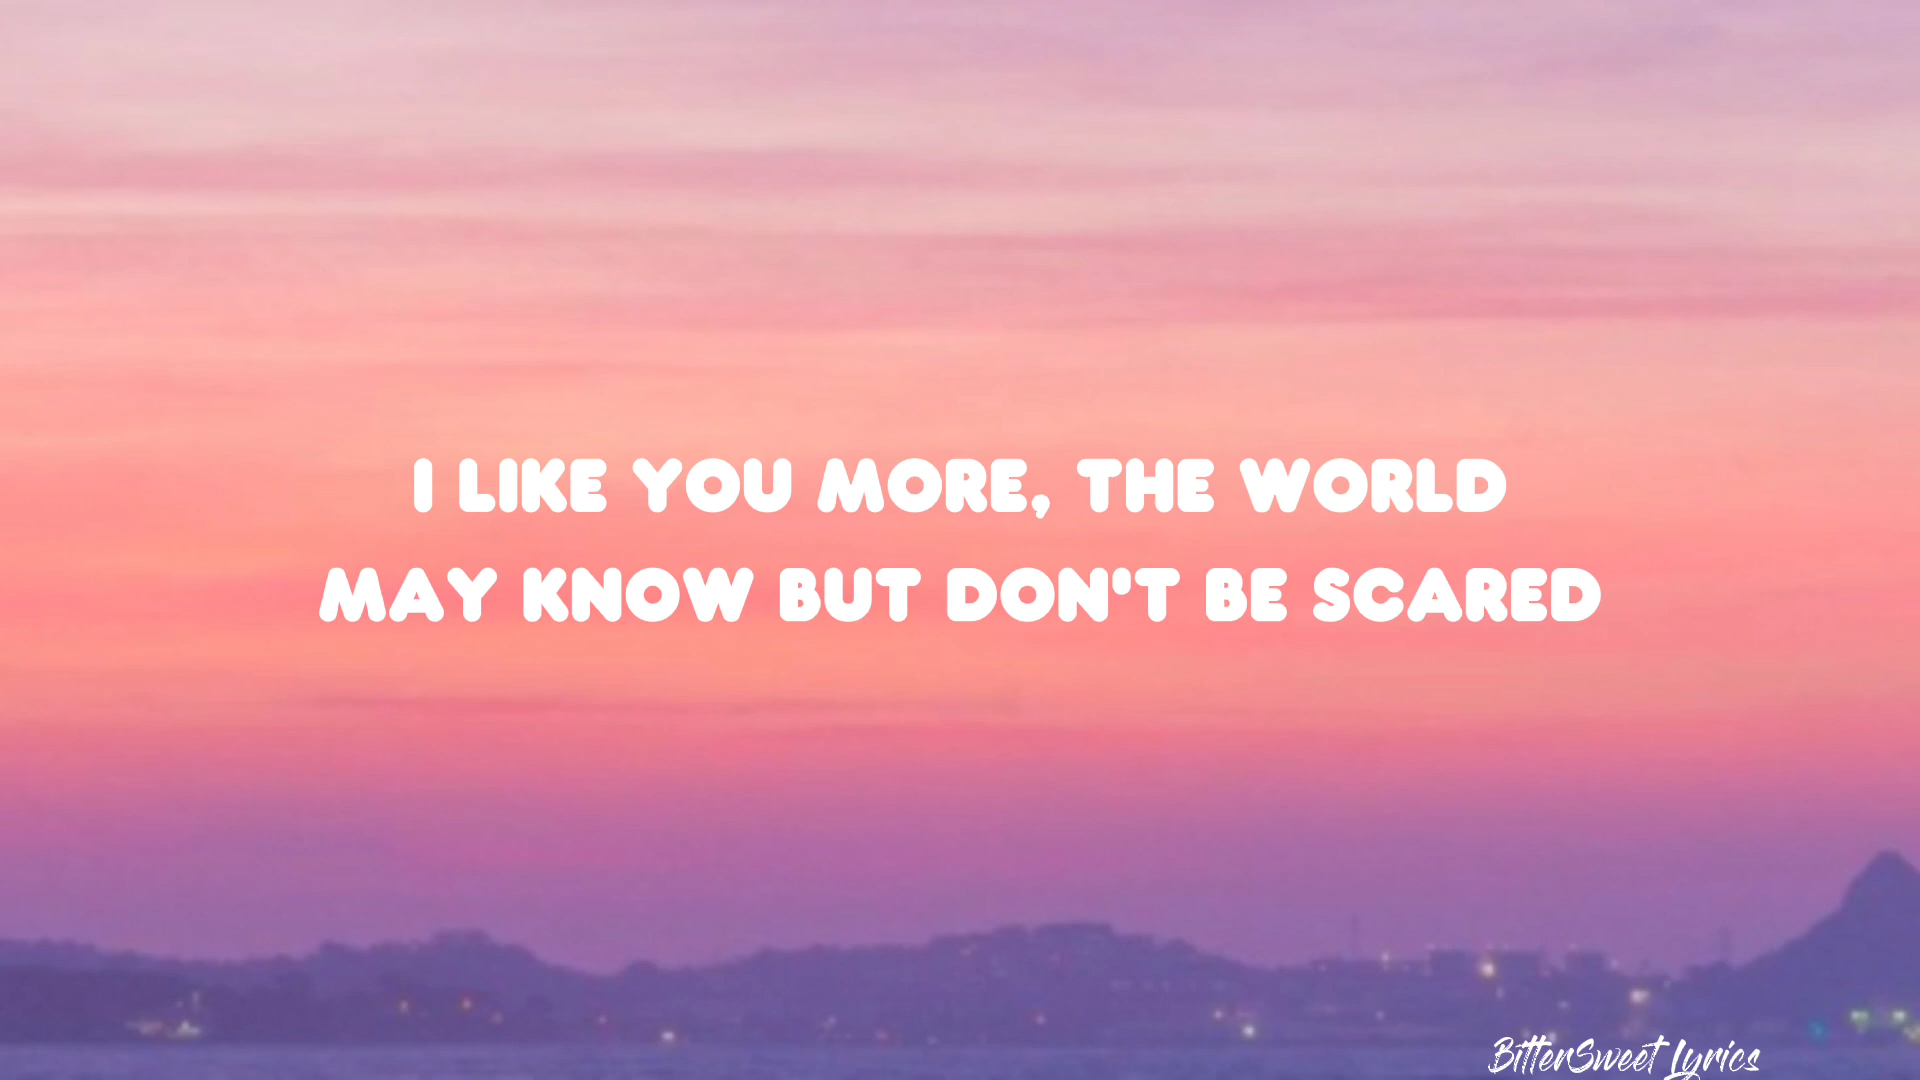 I LIKE YOU MORE, THE WORLD
MAY KNOW BUT DON'T BE SCARED
BitterSweet Lyrics